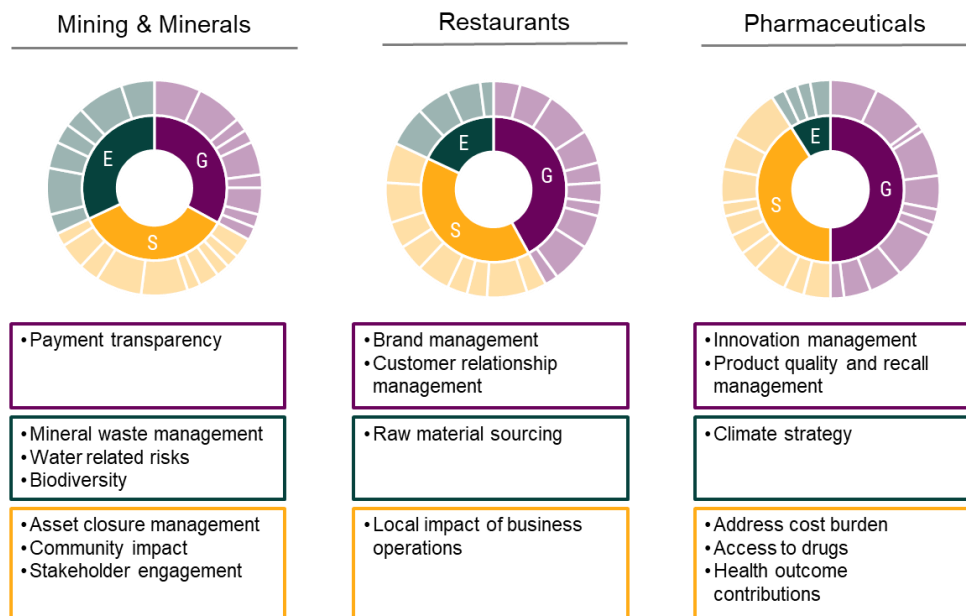 Mining & Minerals
Restaurants
Pharmaceuticals
E
G
S
E
G
S
E
G
S
• Payment transparency
• Brand management
• Customer relationship
management
• Innovation management
• Product quality and recall
management
• Mineral waste management
• Water related risks
• Biodiversity
• Raw material sourcing
• Climate strategy
• Asset closure management
• Community impact
• Stakeholder engagement
• Local impact of business
operations
• Address cost burden
• Access to drugs
• Health outcome
contributions